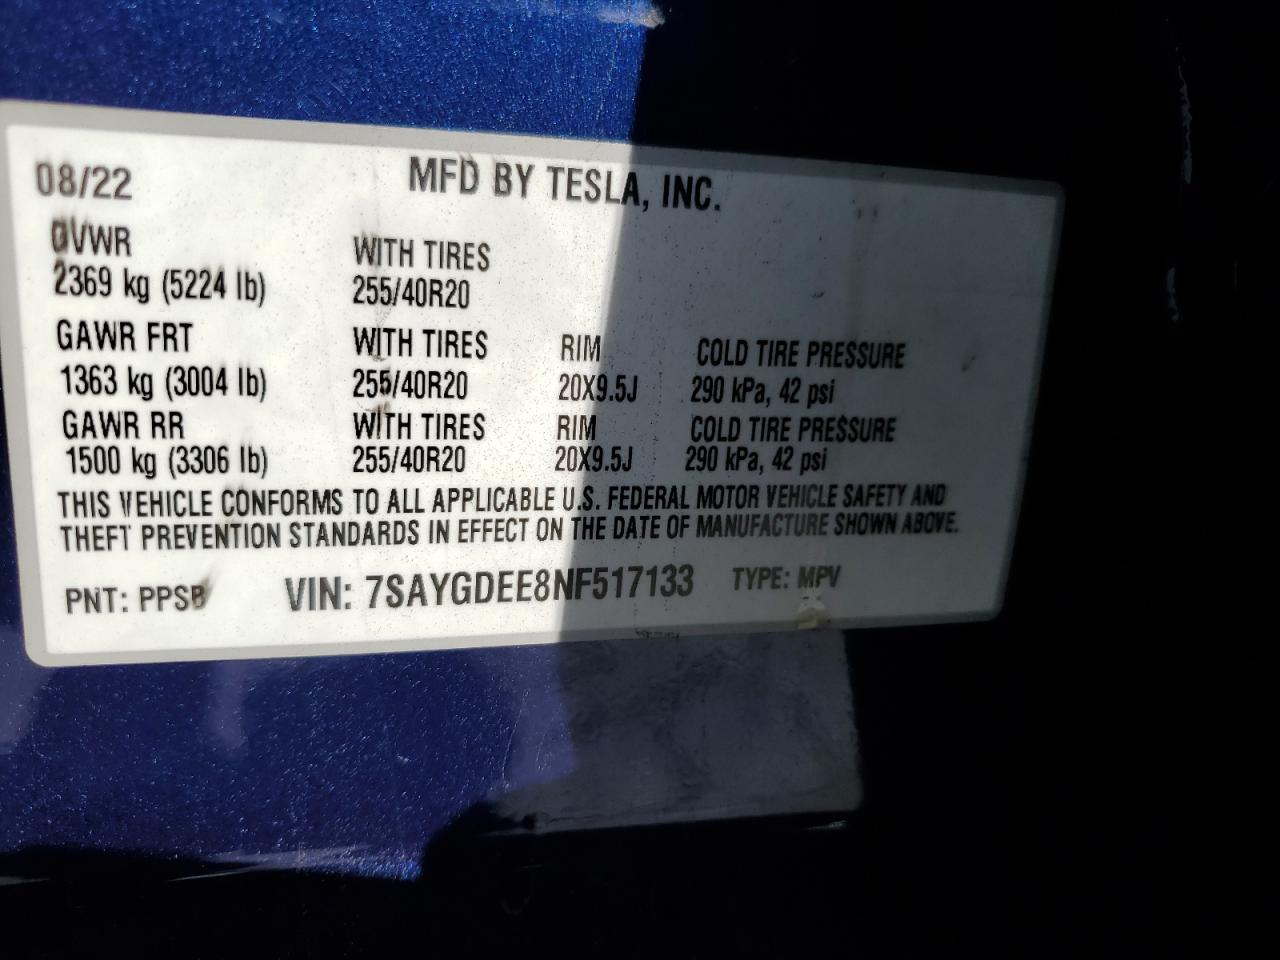 08/22 MFD BY TESLA, INC.
GVWR WITH TIRES
2369 kg (5224 lb) 255/40R20
GAWR FRT WITH TIRES RIM COLD TIRE PRESSURE
1363 kg (3004 lb) 255/40R20 20X9.5J 290 kPa, 42 psi
GAWR RR WITH TIRES RIM COLD TIRE PRESSURE
1500 kg (3306 lb) 255/40R20 20X9.5J 290 kPa, 42 psi
THIS VEHICLE CONFORMS TO ALL APPLICABLE U.S. FEDERAL MOTOR VEHICLE SAFETY AND
THEFT PREVENTION STANDARDS IN EFFECT ON THE DATE OF MANUFACTURE SHOWN ABOVE.
PNT: PPSB VIN: 7SAYGDEE8NF517133 TYPE: MPV